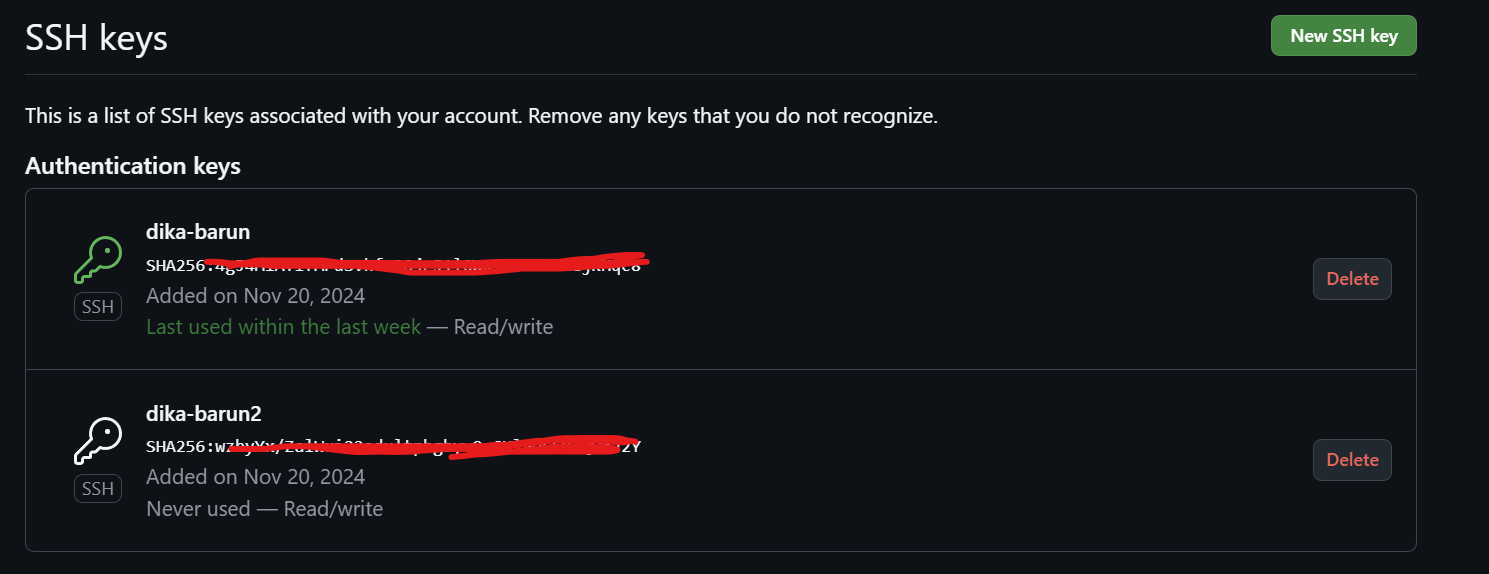 SSH keys
New SSH key
This is a list of SSH keys associated with your account. Remove any keys that you do not recognize.
Authentication keys
dika-barun
SHA256:
Added on Nov 20, 2024
Last used within the last week — Read/write
SSH
Delete
dika-barun2
SHA256:
Added on Nov 20, 2024
Never used — Read/write
SSH
Delete